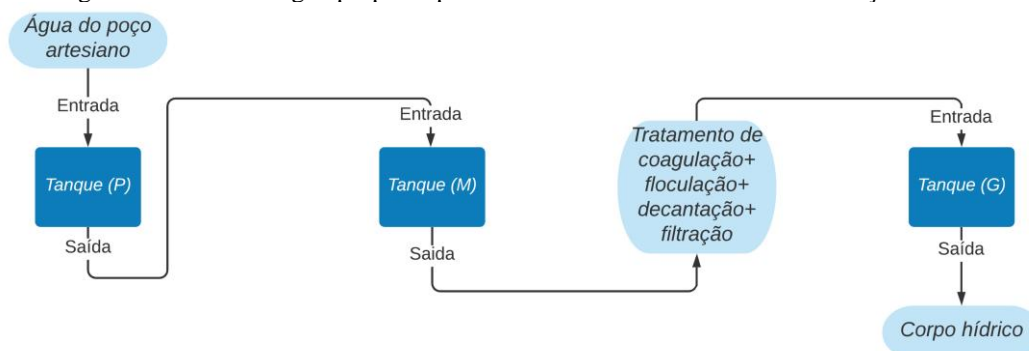 Água do poço
artesiano
Entrada
Tanque (P)
Saída
Entrada
Tanque (M)
Saida
Tratamento de
coagulação+
floculação+
decantação+
filtração
Entrada
Tanque (G)
Saída
Corpo hídrico